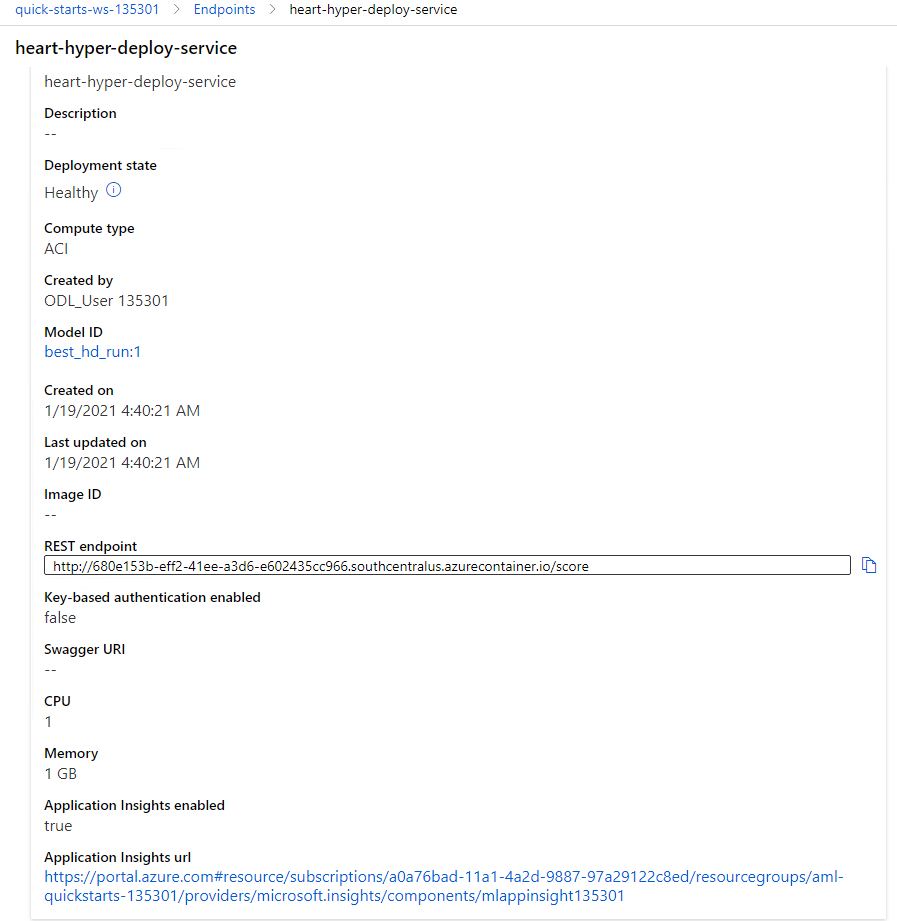 quick-starts-ws-135301 > Endpoints > heart-hyper-deploy-service
heart-hyper-deploy-service
heart-hyper-deploy-service
Description
--
Deployment state
Healthy
Compute type
ACI
Created by
ODL_User 135301
Model ID
best_hd_run:1
Created on
1/19/2021 4:40:21 AM
Last updated on
1/19/2021 4:40:21 AM
Image ID
--
REST endpoint
http://680e153b-eff2-41ee-a3d6-e602435cc966.southcentralus.azurecontainer.io/score
Key-based authentication enabled
false
Swagger URI
--
CPU
1
Memory
1 GB
Application Insights enabled
true
Application Insights url
https://portal.azure.com#resource/subscriptions/a0a76bad-11a1-4a2d-9887-97a29122c8ed/resourcegroups/aml-
quickstarts-135301/providers/microsoft.insights/components/mlappinsight135301